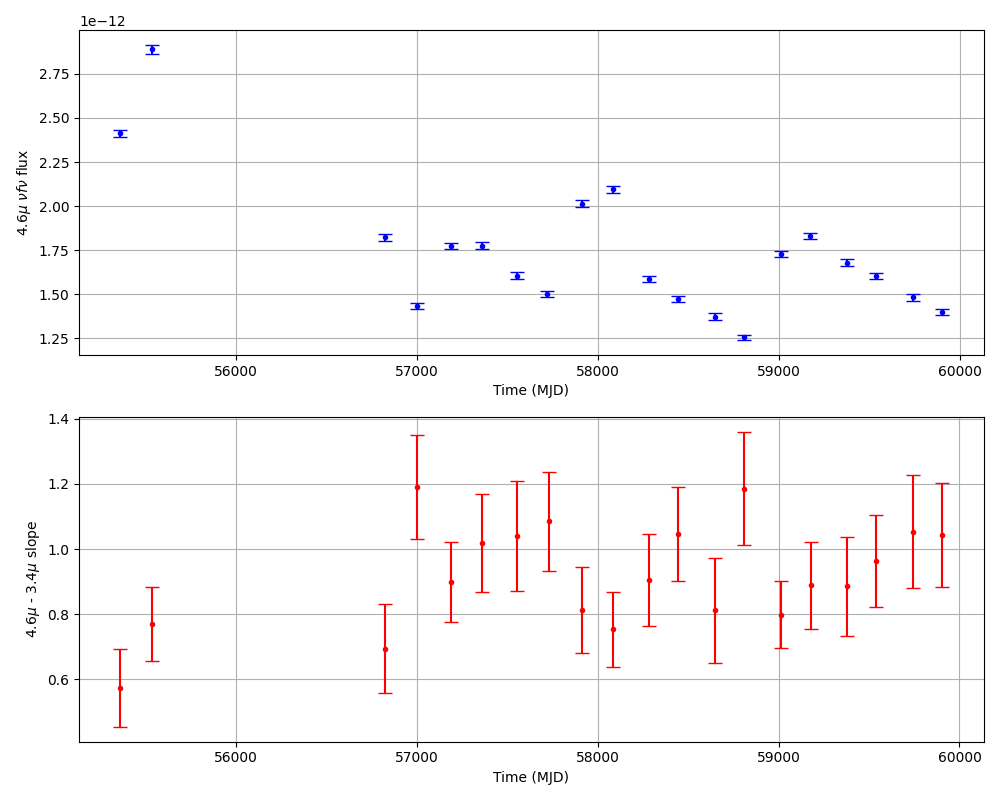 1e−12
2.75
2.50
2.25
2.00
1.75
1.50
1.25
4.6μ νfν flux
56000 57000 58000 59000 60000
Time (MJD)
1.4
1.2
1.0
0.8
0.6
4.6μ - 3.4μ slope
56000 57000 58000 59000 60000
Time (MJD)